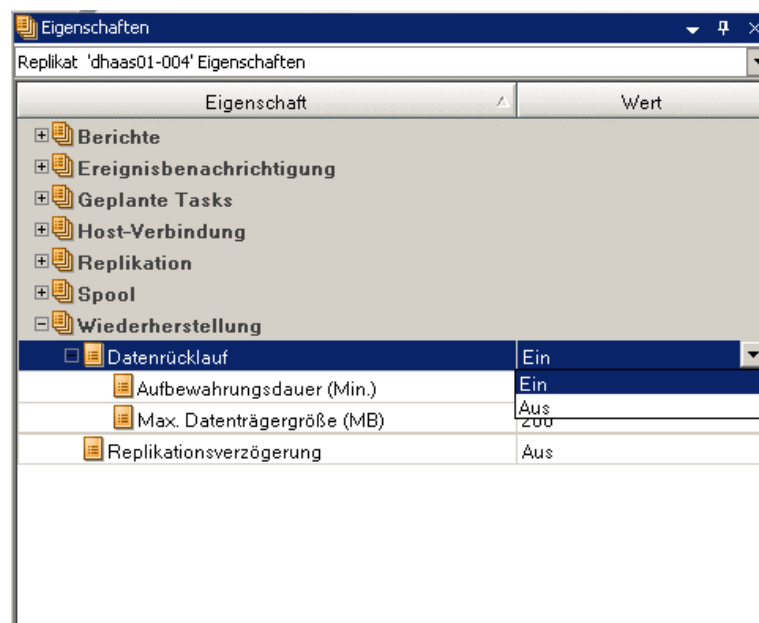 Eigenschaften
Replikat 'dhaas01-004' Eigenschaften
Eigenschaft Wert
Berichte
Ereignisbenachrichtigung
Geplante Tasks
Host-Verbindung
Replikation
Spool
Wiederherstellung
Datenrücklauf Ein
Aufbewahrungsdauer (Min.) Ein
Aus
Max. Datenträgergröße (MB) 200
Replikationsverzögerung Aus